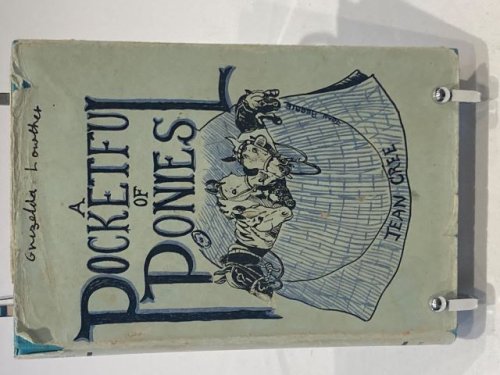 Grizelda Lowther
A
POCKETFUL
OF
PONIES
JEAN CREE